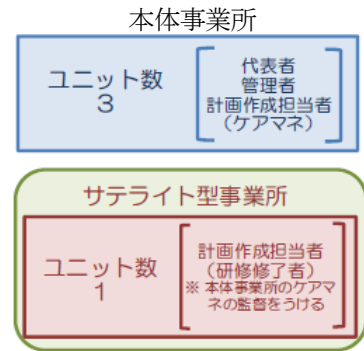 本体事業所
ユニット数
3
代表者
管理者
計画作成担当者
(ケアマネ)
サテライト型事業所
ユニット数
1
計画作成担当者
(研修修了者)
※ 本体事業所のケアマ
ネの監督をうける